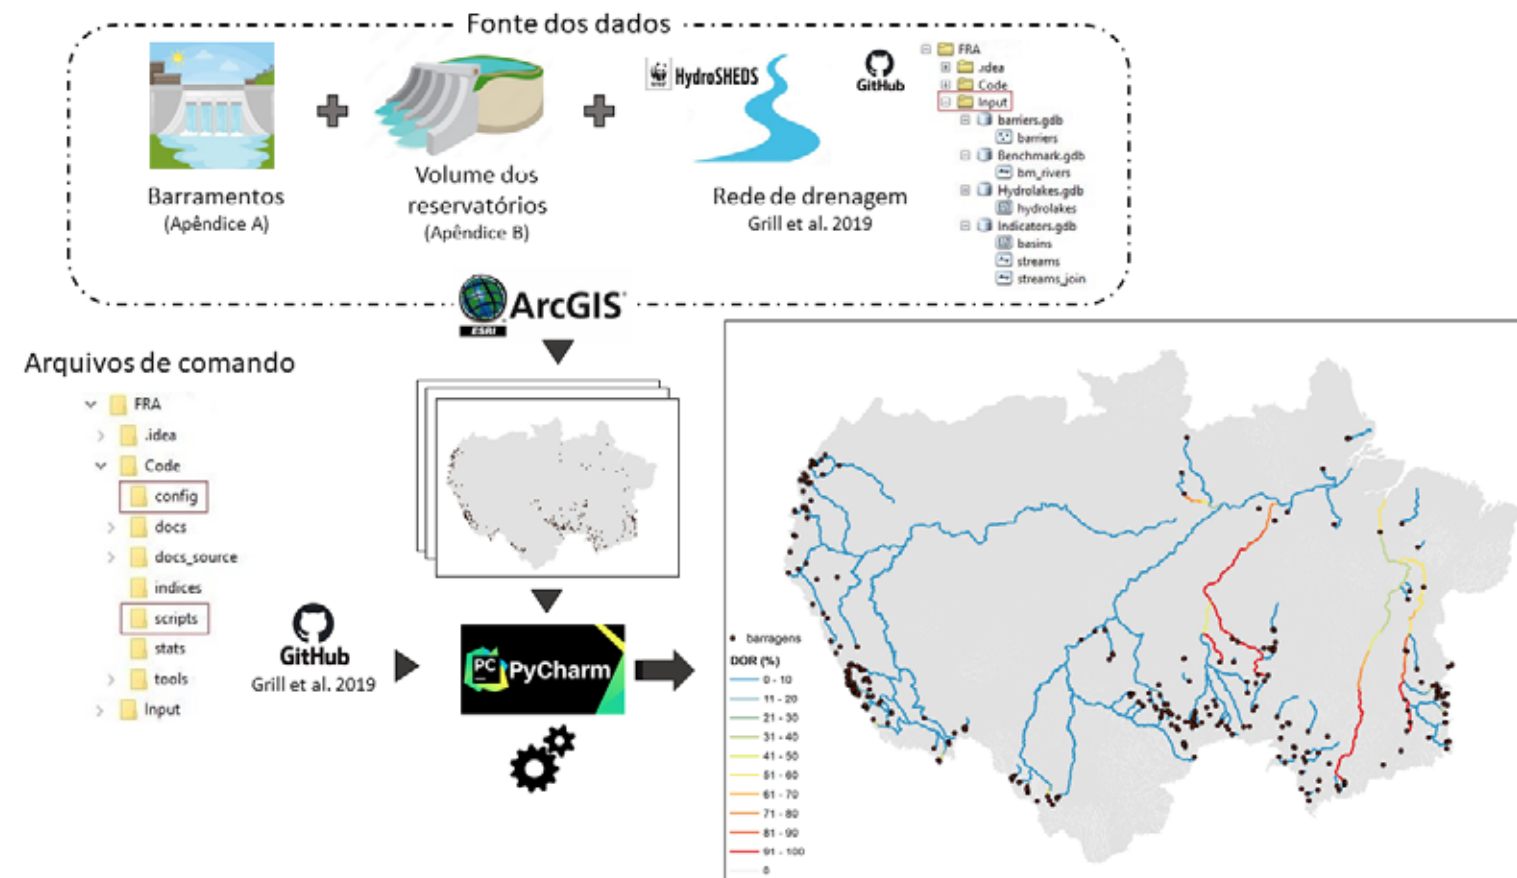 Fonte dos dados
Barramentos
(Apêndice A)
Volume dos
reservatórios
(Apêndice B)
WWF
HydroSHEDS
Rede de drenagem
Grill et al. 2019
GitHub
FRA
.idea
Code
Input
barriers.gdb
barriers
Benchmark.gdb
bm_rivers
Hydrolakes.gdb
hydrolakes
Indicators.gdb
basins
streams
streams_join
ESRI
ArcGIS
Arquivos de comando
FRA
.idea
Code
config
docs
docs_source
indices
scripts
stats
tools
Input
GitHub
Grill et al. 2019
PC
PyCharm
barragens
DOR (%)
0 - 10
11 - 20
21 - 30
31 - 40
41 - 50
51 - 60
61 - 70
71 - 80
81 - 90
91 - 100
0